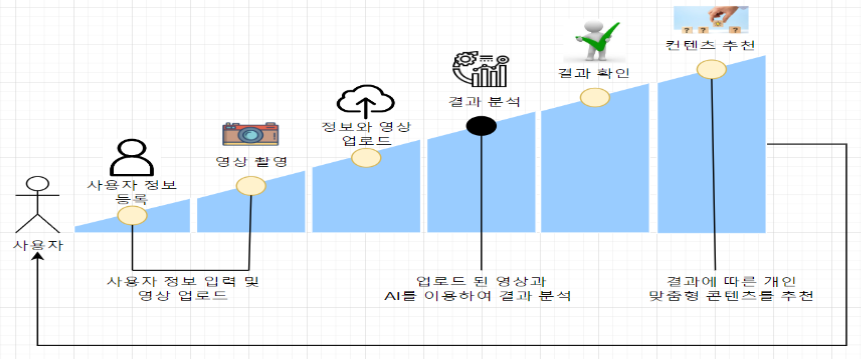 컨텐츠 추천
결과 확인
결과 분석
정보와 영상
업로드
영상 촬영
사용자 정보
등록
사용자
사용자 정보 입력 및
영상 업로드
업로드 된 영상과
AI를 이용하여 결과 분석
결과에 따른 개인
맞춤형 콘텐츠를 추천